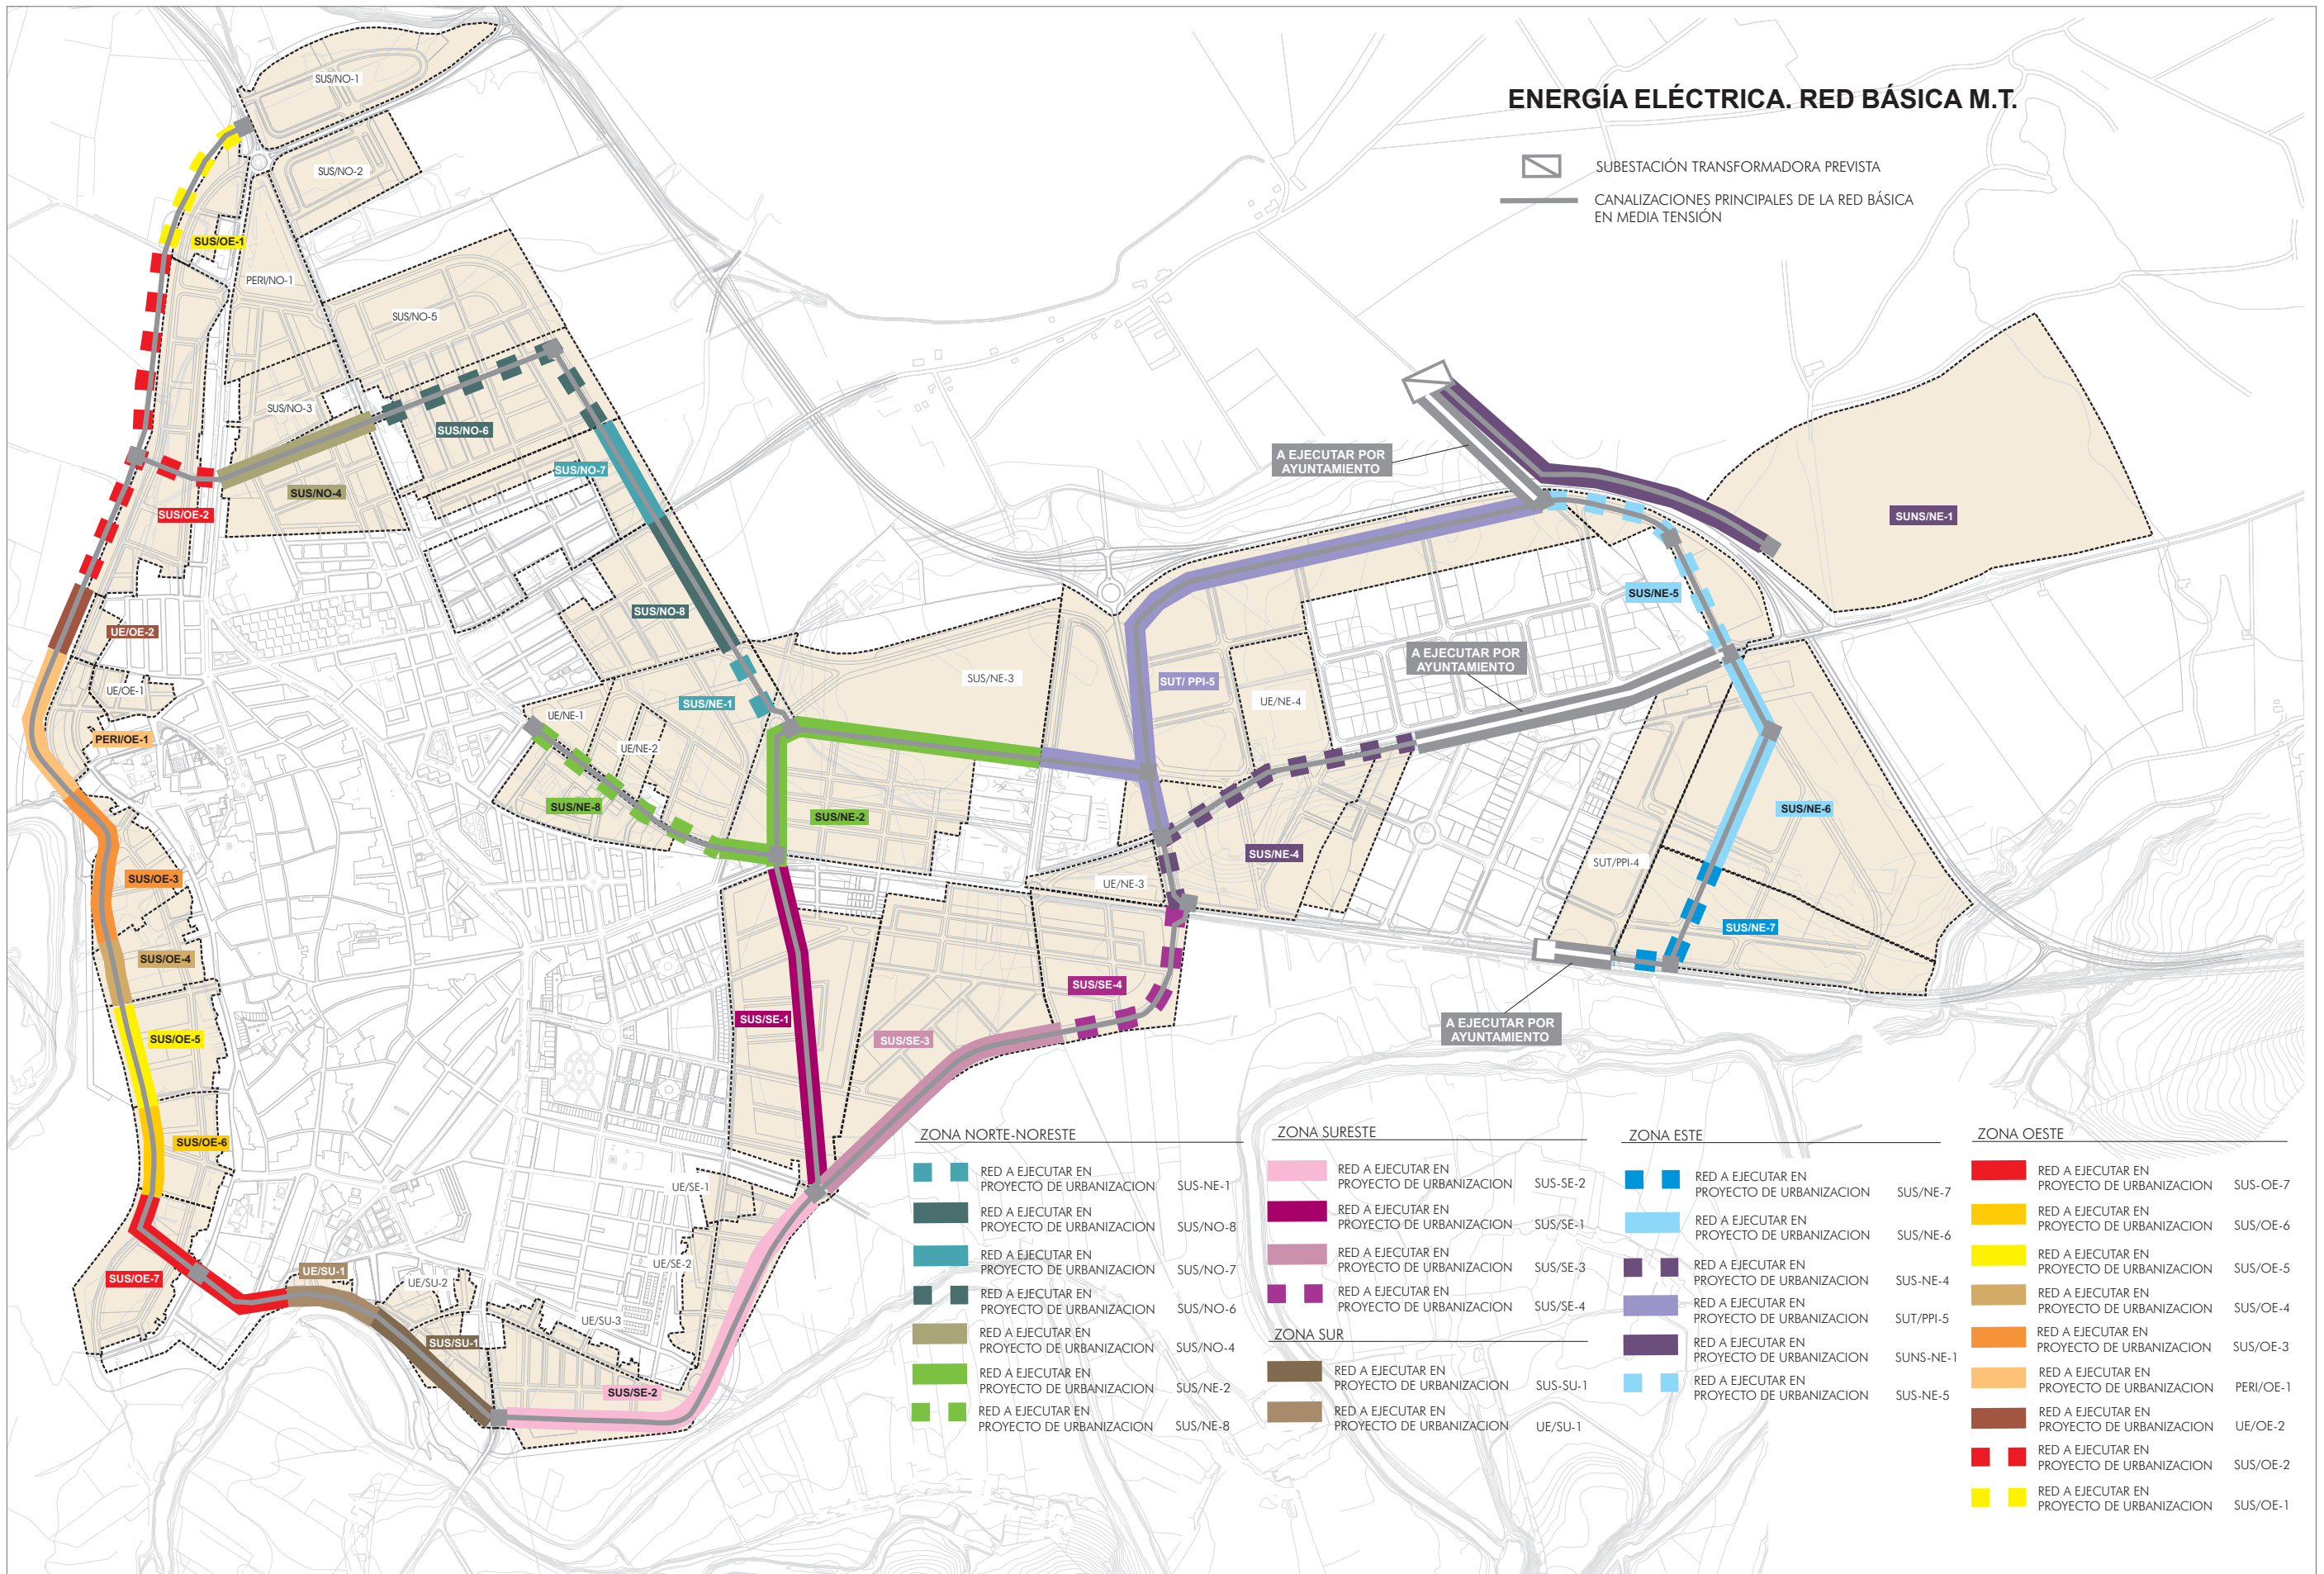 ENERGÍA ELÉCTRICA. RED BÁSICA M.T.
SUBESTACIÓN TRANSFORMADORA PREVISTA
CANALIZACIONES PRINCIPALES DE LA RED BÁSICA
EN MEDIA TENSIÓN
SUS/NO-1
SUS/NO-2
SUS/OE-1
PERI/NO-1
SUS/NO-5
SUS/NO-3
SUS/NO-6
SUS/NO-7
SUS/NO-4
SUS/OE-2
A EJECUTAR POR
AYUNTAMIENTO
SUNS/NE-1
SUS/NE-5
SUS/NO-8
UE/OE-2
A EJECUTAR POR
AYUNTAMIENTO
SUS/NE-3
SUT/ PPI-5
UE/OE-1
SUS/NE-1
UE/NE-4
UE/NE-1
PERI/OE-1
UE/NE-2
SUS/NE-8
SUS/NE-2
SUS/NE-6
SUS/NE-4
SUT/PPI-4
SUS/OE-3
UE/NE-3
SUS/NE-7
SUS/OE-4
SUS/SE-4
SUS/SE-1
A EJECUTAR POR
AYUNTAMIENTO
SUS/OE-5
SUS/SE-3
SUS/OE-6
UE/SE-1
UE/SE-2
SUS/OE-7
UE/SU-1
UE/SU-2
UE/SU-3
SUS/SU-1
SUS/SE-2
ZONA NORTE-NORESTE
RED A EJECUTAR EN
PROYECTO DE URBANIZACION SUS-NE-1
RED A EJECUTAR EN
PROYECTO DE URBANIZACION SUS/NO-8
RED A EJECUTAR EN
PROYECTO DE URBANIZACION SUS/NO-7
RED A EJECUTAR EN
PROYECTO DE URBANIZACION SUS/NO-6
RED A EJECUTAR EN
PROYECTO DE URBANIZACION SUS/NO-4
RED A EJECUTAR EN
PROYECTO DE URBANIZACION SUS/NE-2
RED A EJECUTAR EN
PROYECTO DE URBANIZACION SUS/NE-8
ZONA SURESTE
RED A EJECUTAR EN
PROYECTO DE URBANIZACION SUS-SE-2
RED A EJECUTAR EN
PROYECTO DE URBANIZACION SUS/SE-1
RED A EJECUTAR EN
PROYECTO DE URBANIZACION SUS/SE-3
RED A EJECUTAR EN
PROYECTO DE URBANIZACION SUS/SE-4
ZONA SUR
RED A EJECUTAR EN
PROYECTO DE URBANIZACION SUS-SU-1
RED A EJECUTAR EN
PROYECTO DE URBANIZACION UE/SU-1
ZONA ESTE
RED A EJECUTAR EN
PROYECTO DE URBANIZACION SUS/NE-7
RED A EJECUTAR EN
PROYECTO DE URBANIZACION SUS/NE-6
RED A EJECUTAR EN
PROYECTO DE URBANIZACION SUS-NE-4
RED A EJECUTAR EN
PROYECTO DE URBANIZACION SUT/PPI-5
RED A EJECUTAR EN
PROYECTO DE URBANIZACION SUNS-NE-1
RED A EJECUTAR EN
PROYECTO DE URBANIZACION SUS-NE-5
ZONA OESTE
RED A EJECUTAR EN
PROYECTO DE URBANIZACION SUS-OE-7
RED A EJECUTAR EN
PROYECTO DE URBANIZACION SUS/OE-6
RED A EJECUTAR EN
PROYECTO DE URBANIZACION SUS/OE-5
RED A EJECUTAR EN
PROYECTO DE URBANIZACION SUS/OE-4
RED A EJECUTAR EN
PROYECTO DE URBANIZACION SUS/OE-3
RED A EJECUTAR EN
PROYECTO DE URBANIZACION PERI/OE-1
RED A EJECUTAR EN
PROYECTO DE URBANIZACION UE/OE-2
RED A EJECUTAR EN
PROYECTO DE URBANIZACION SUS/OE-2
RED A EJECUTAR EN
PROYECTO DE URBANIZACION SUS/OE-1